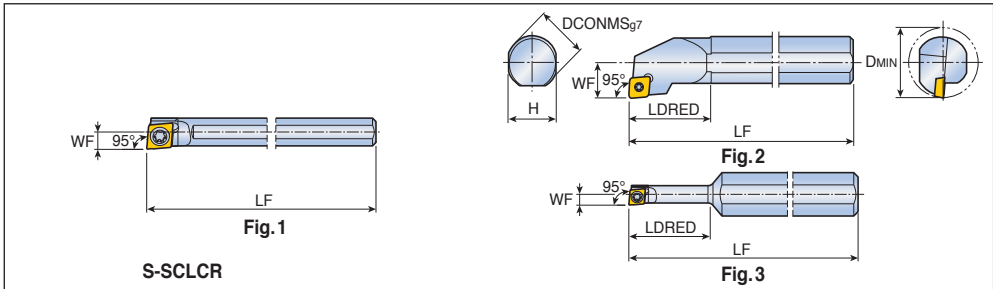 DCONMSg7
H
WF
95°
LDRED
LF
Fig.2
DMIN
WF
95°
LF
Fig.1
WF
95°
LDRED
LF
Fig.3
S-SCLCR